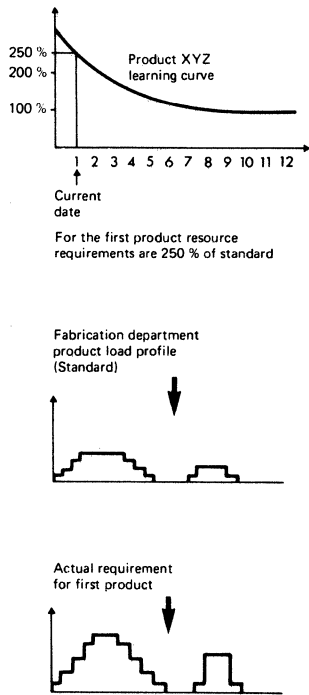 250 %
200 %
100 %
Product XYZ
learning curve
1 2 3 4 5 6 7 8 9 10 11 12
Current
date
For the first product resource
requirements are 250 % of standard
Fabrication department
product load profile
(Standard)
Actual requirement
for first product